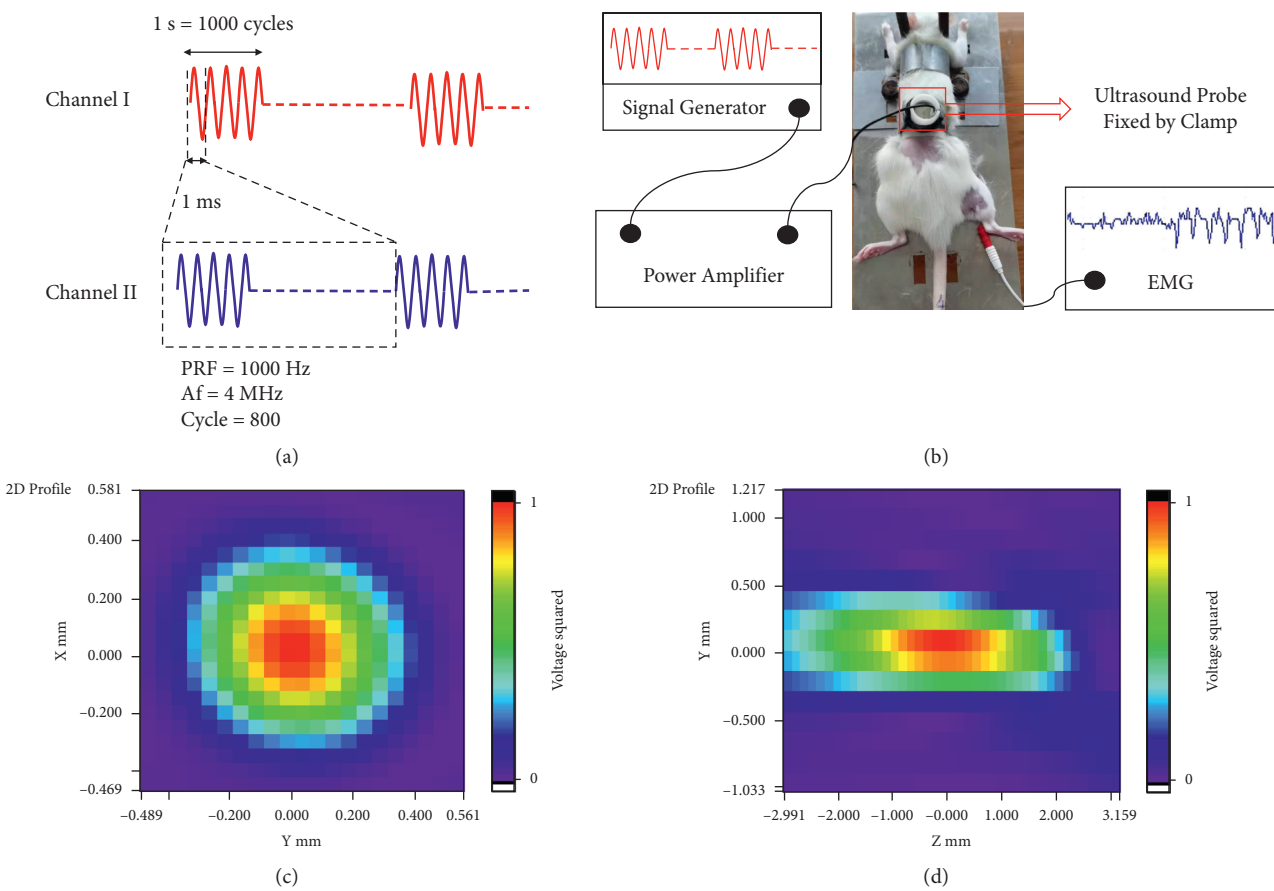 1 s = 1000 cycles
Channel I
1 ms
Channel II
PRF = 1000 Hz
Af = 4 MHz
Cycle = 800
(a)
Signal Generator
Ultrasound Probe
Fixed by Clamp
Power Amplifier
EMG
4
(b)
2D Profile
0.581
0.400
0.200
0.000
−0.200
−0.469
X mm
−0.489
−0.200
0.000
0.200
0.400
0.561
Y mm
1
0
Voltage squared
(c)
2D Profile
1.217
1.000
0.500
0.000
−0.500
−1.033
Y mm
−2.991
−2.000
−1.000
−0.000
1.000
2.000
3.159
Z mm
1
0
Voltage squared
(d)